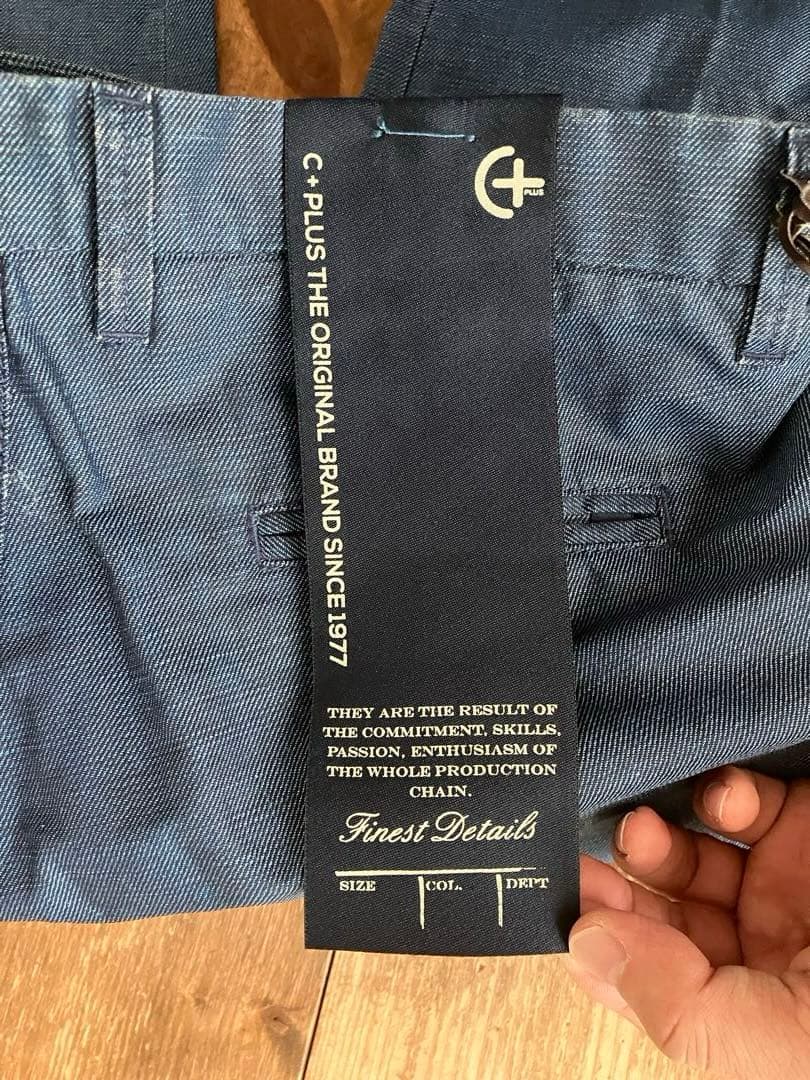 C+
PLUS
C + PLUS THE ORIGINAL BRAND SINCE 1977
THEY ARE THE RESULT OF
THE COMMITMENT, SKILLS,
PASSION, ENTHUSIASM OF
THE WHOLE PRODUCTION
CHAIN.
Finest Details
SIZE COL. DEPT